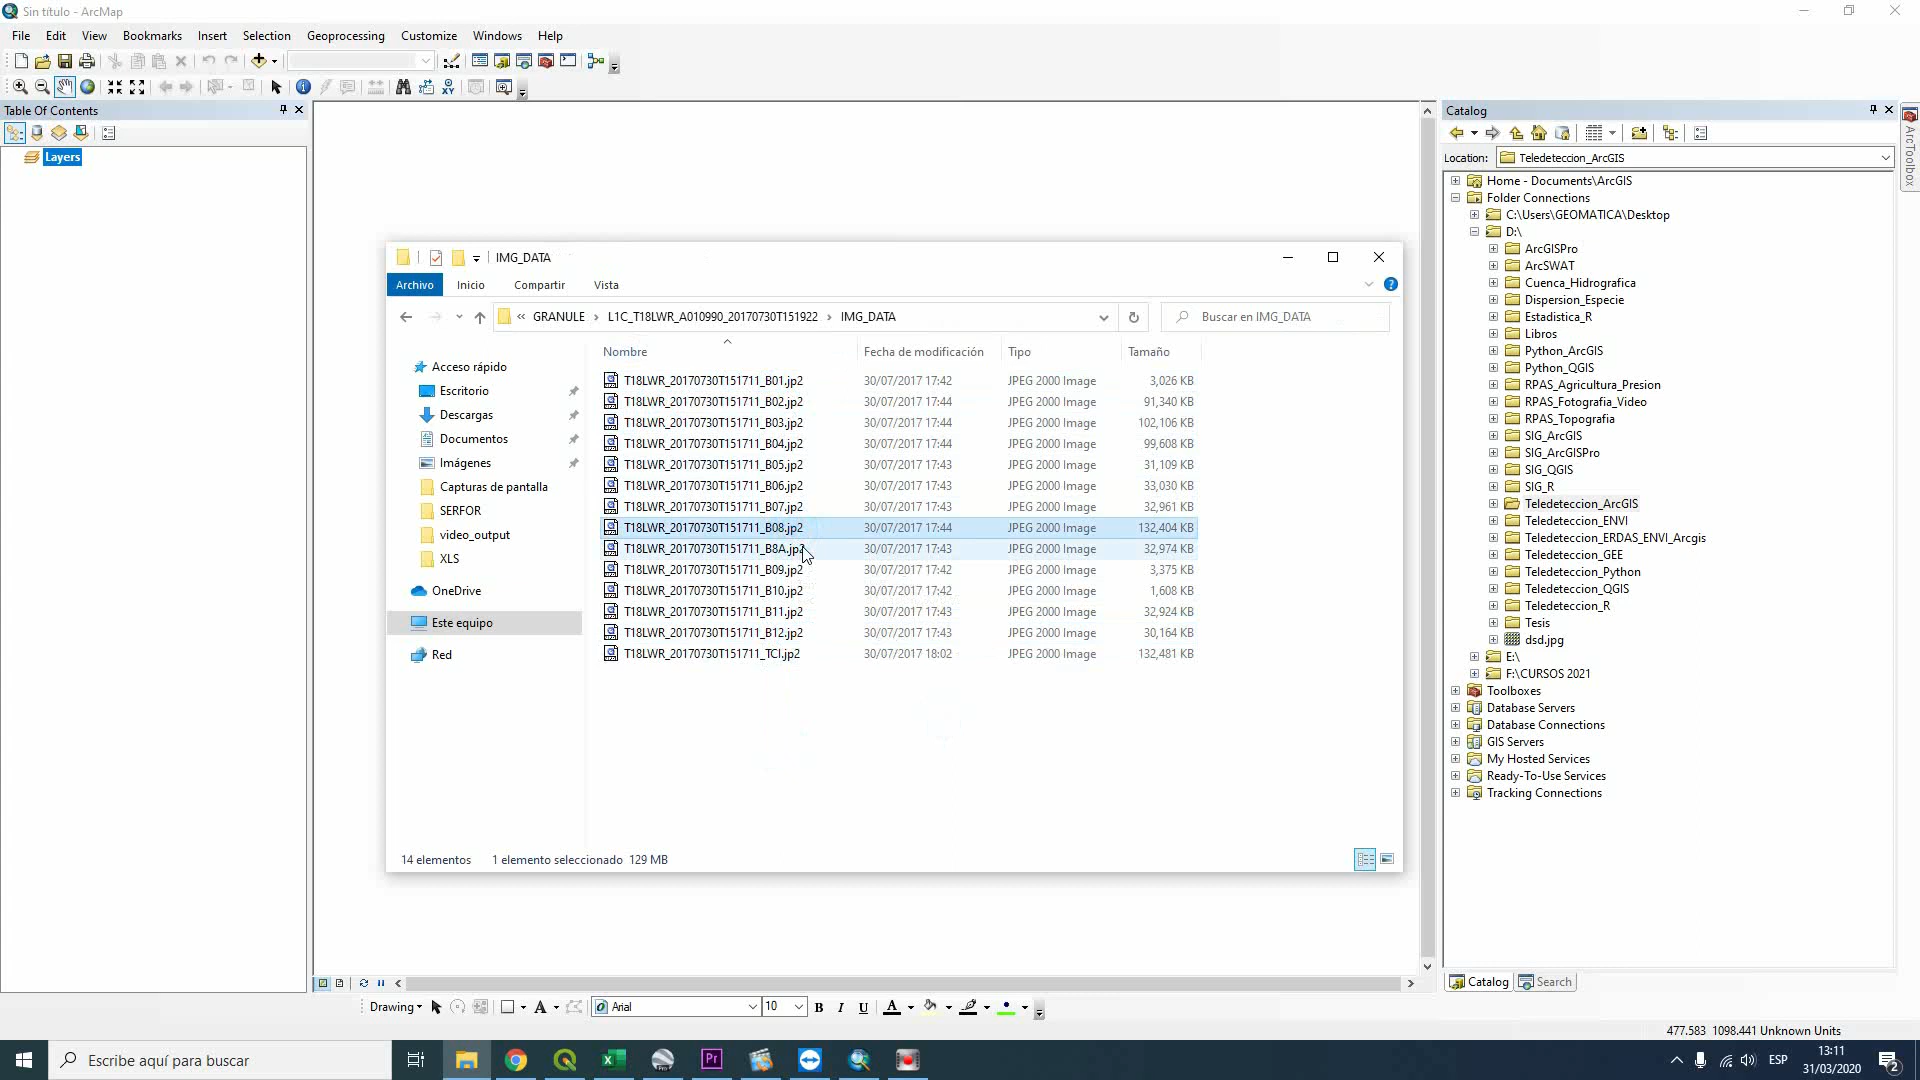 Sin título - ArcMap
File Edit View Bookmarks Insert Selection Geoprocessing Customize Windows Help
Table Of Contents
Layers
IMG_DATA
Archivo Inicio Compartir Vista
« GRANULE › L1C_T18LWR_A010990_20170730T151922 › IMG_DATA
Buscar en IMG_DATA
Acceso rápido
Escritorio
Descargas
Documentos
Imágenes
Capturas de pantalla
SERFOR
video_output
XLS
OneDrive
Este equipo
Red
Nombre Fecha de modificación Tipo Tamaño
T18LWR_20170730T151711_B01.jp2 30/07/2017 17:42 JPEG 2000 Image 3,026 KB
T18LWR_20170730T151711_B02.jp2 30/07/2017 17:44 JPEG 2000 Image 91,340 KB
T18LWR_20170730T151711_B03.jp2 30/07/2017 17:44 JPEG 2000 Image 102,106 KB
T18LWR_20170730T151711_B04.jp2 30/07/2017 17:44 JPEG 2000 Image 99,608 KB
T18LWR_20170730T151711_B05.jp2 30/07/2017 17:43 JPEG 2000 Image 31,109 KB
T18LWR_20170730T151711_B06.jp2 30/07/2017 17:43 JPEG 2000 Image 33,030 KB
T18LWR_20170730T151711_B07.jp2 30/07/2017 17:43 JPEG 2000 Image 32,961 KB
T18LWR_20170730T151711_B08.jp2 30/07/2017 17:44 JPEG 2000 Image 132,404 KB
T18LWR_20170730T151711_B8A.jp2 30/07/2017 17:43 JPEG 2000 Image 32,974 KB
T18LWR_20170730T151711_B09.jp2 30/07/2017 17:42 JPEG 2000 Image 3,375 KB
T18LWR_20170730T151711_B10.jp2 30/07/2017 17:42 JPEG 2000 Image 1,608 KB
T18LWR_20170730T151711_B11.jp2 30/07/2017 17:43 JPEG 2000 Image 32,924 KB
T18LWR_20170730T151711_B12.jp2 30/07/2017 17:43 JPEG 2000 Image 30,164 KB
T18LWR_20170730T151711_TCI.jp2 30/07/2017 18:02 JPEG 2000 Image 132,481 KB
14 elementos 1 elemento seleccionado 129 MB
Catalog
Location: Teledeteccion_ArcGIS
ArcToolbox
Home - Documents\ArcGIS
Folder Connections
C:\Users\GEOMATICA\Desktop
D:\
ArcGISPro
ArcSWAT
Cuenca_Hidrografica
Dispersion_Especie
Estadistica_R
Libros
Python_ArcGIS
Python_QGIS
RPAS_Agricultura_Presion
RPAS_Fotografia_Video
RPAS_Topografia
SIG_ArcGIS
SIG_ArcGISPro
SIG_QGIS
SIG_R
Teledeteccion_ArcGIS
Teledeteccion_ENVI
Teledeteccion_ERDAS_ENVI_Arcgis
Teledeteccion_GEE
Teledeteccion_Python
Teledeteccion_QGIS
Teledeteccion_R
Tesis
dsd.jpg
E:\
F:\CURSOS 2021
Toolboxes
Database Servers
Database Connections
GIS Servers
My Hosted Services
Ready-To-Use Services
Tracking Connections
Catalog Search
Drawing Arial 10 B I U A
477.583 1098.441 Unknown Units
Escribe aquí para buscar
Pr
ESP
13:11
31/03/2020
2